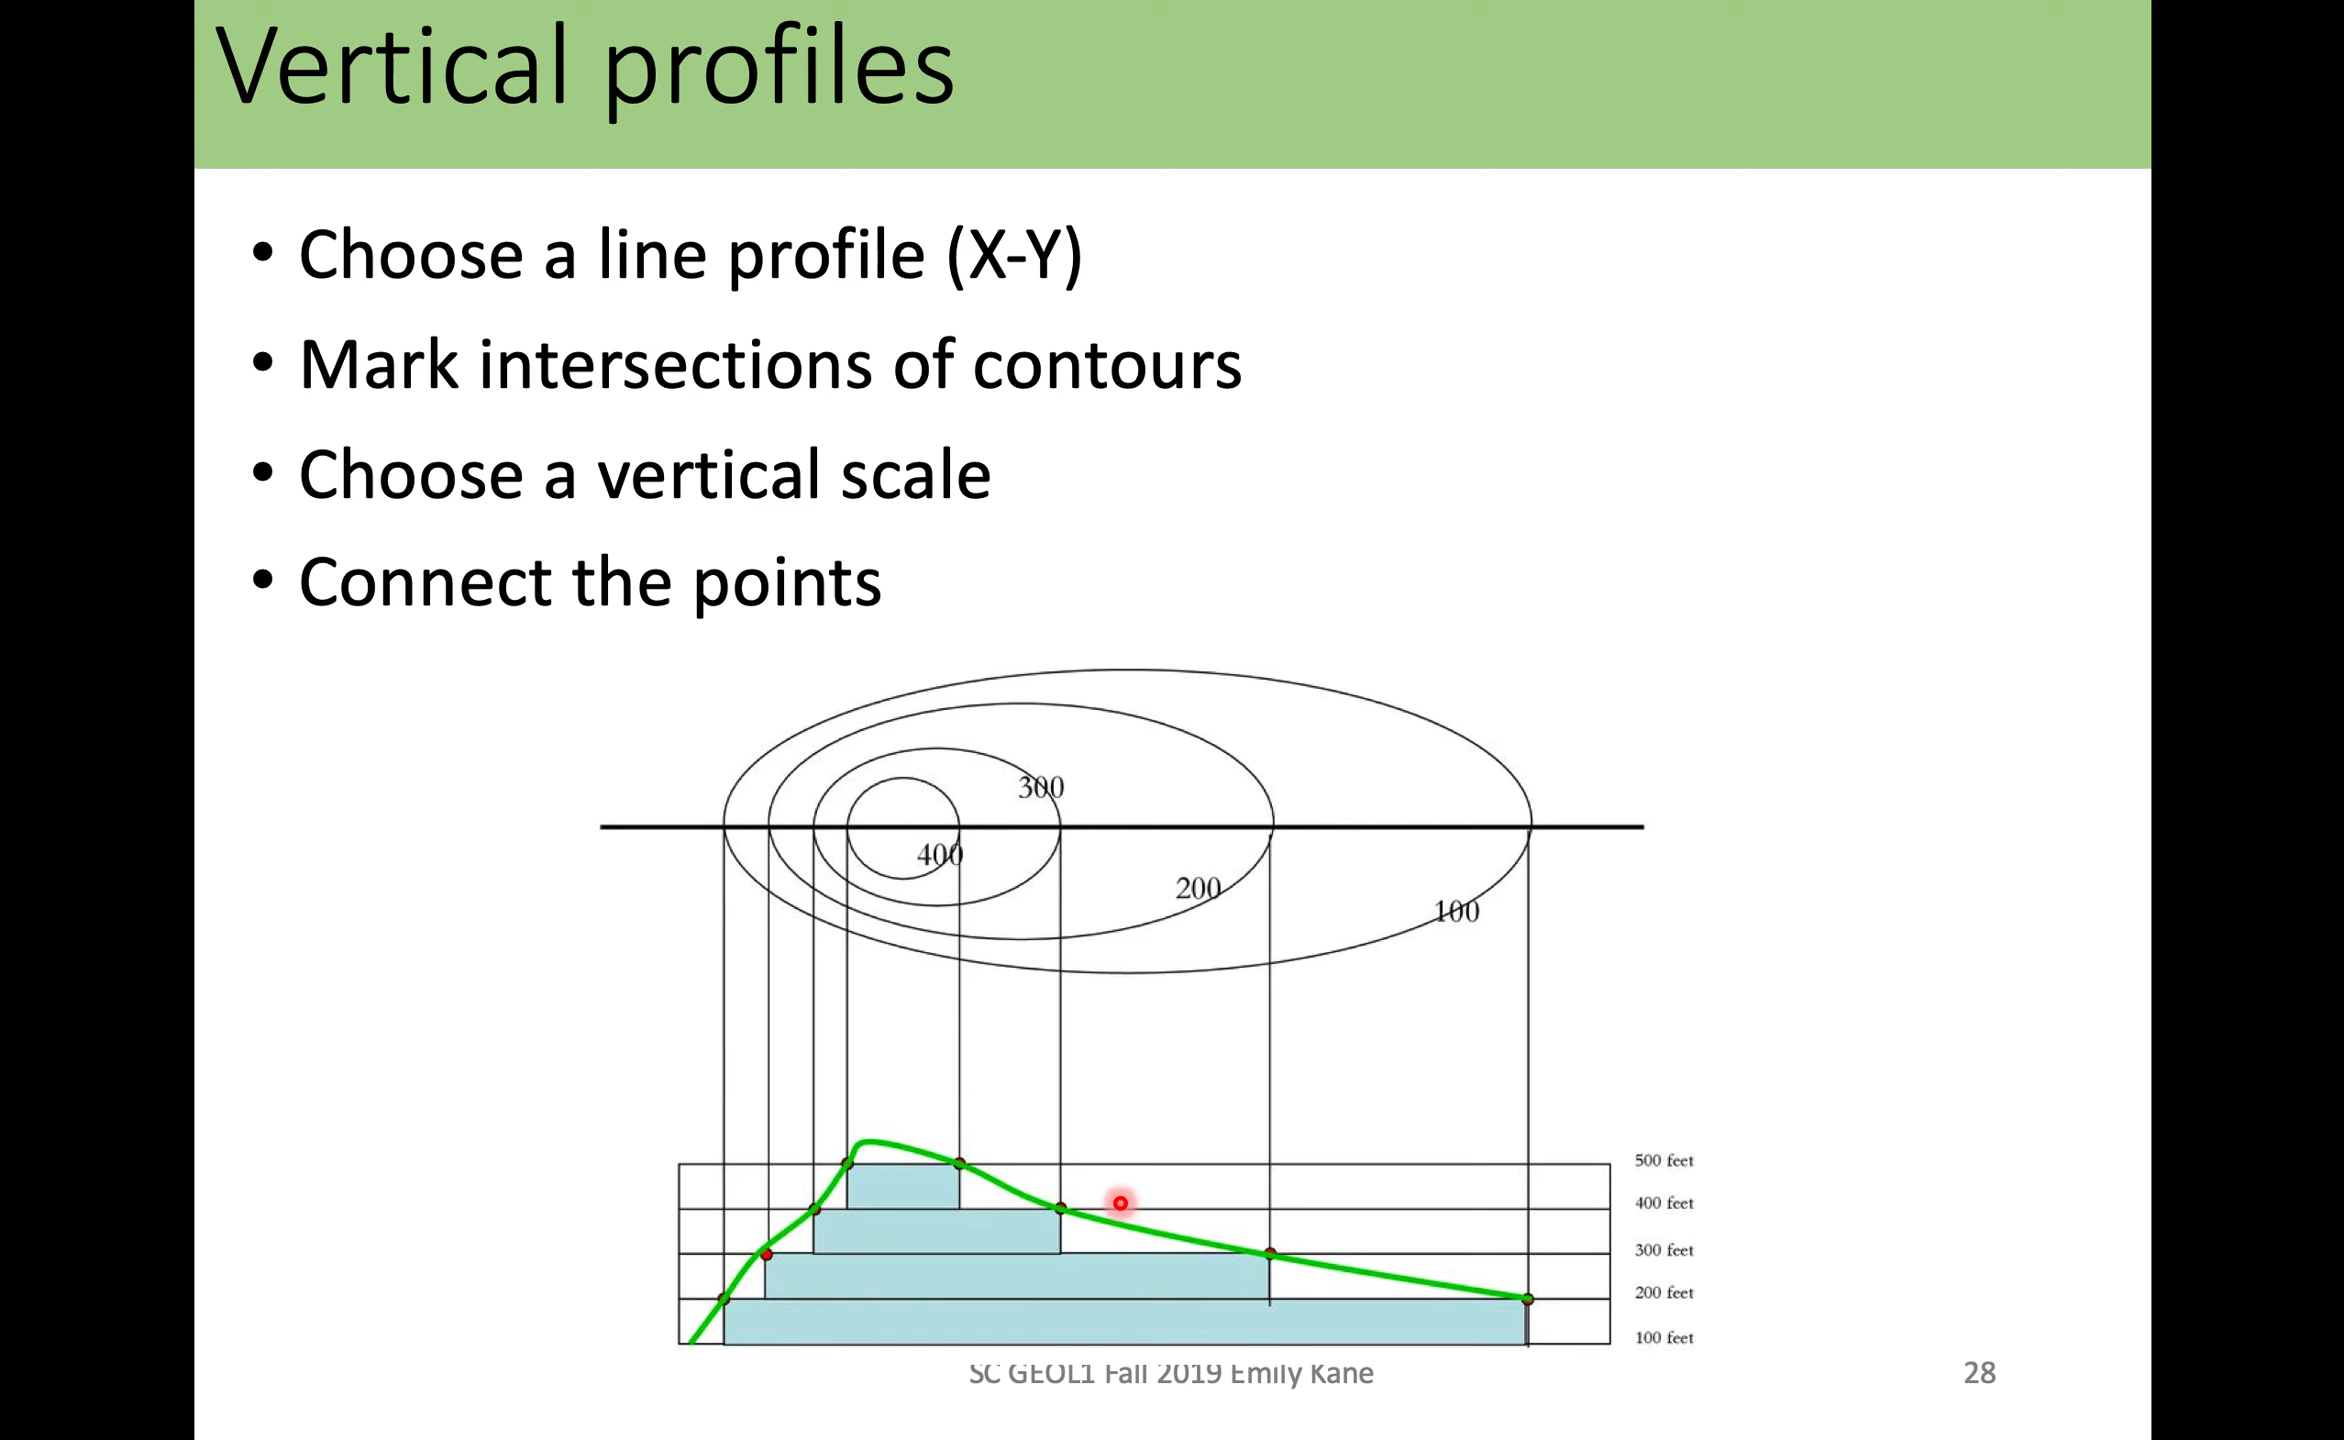 Vertical profiles
• Choose a line profile (X-Y)
• Mark intersections of contours
• Choose a vertical scale
• Connect the points
300
400
200
100
500 feet
400 feet
300 feet
200 feet
100 feet
SC GEOL1 Fall 2019 Emily Kane
28